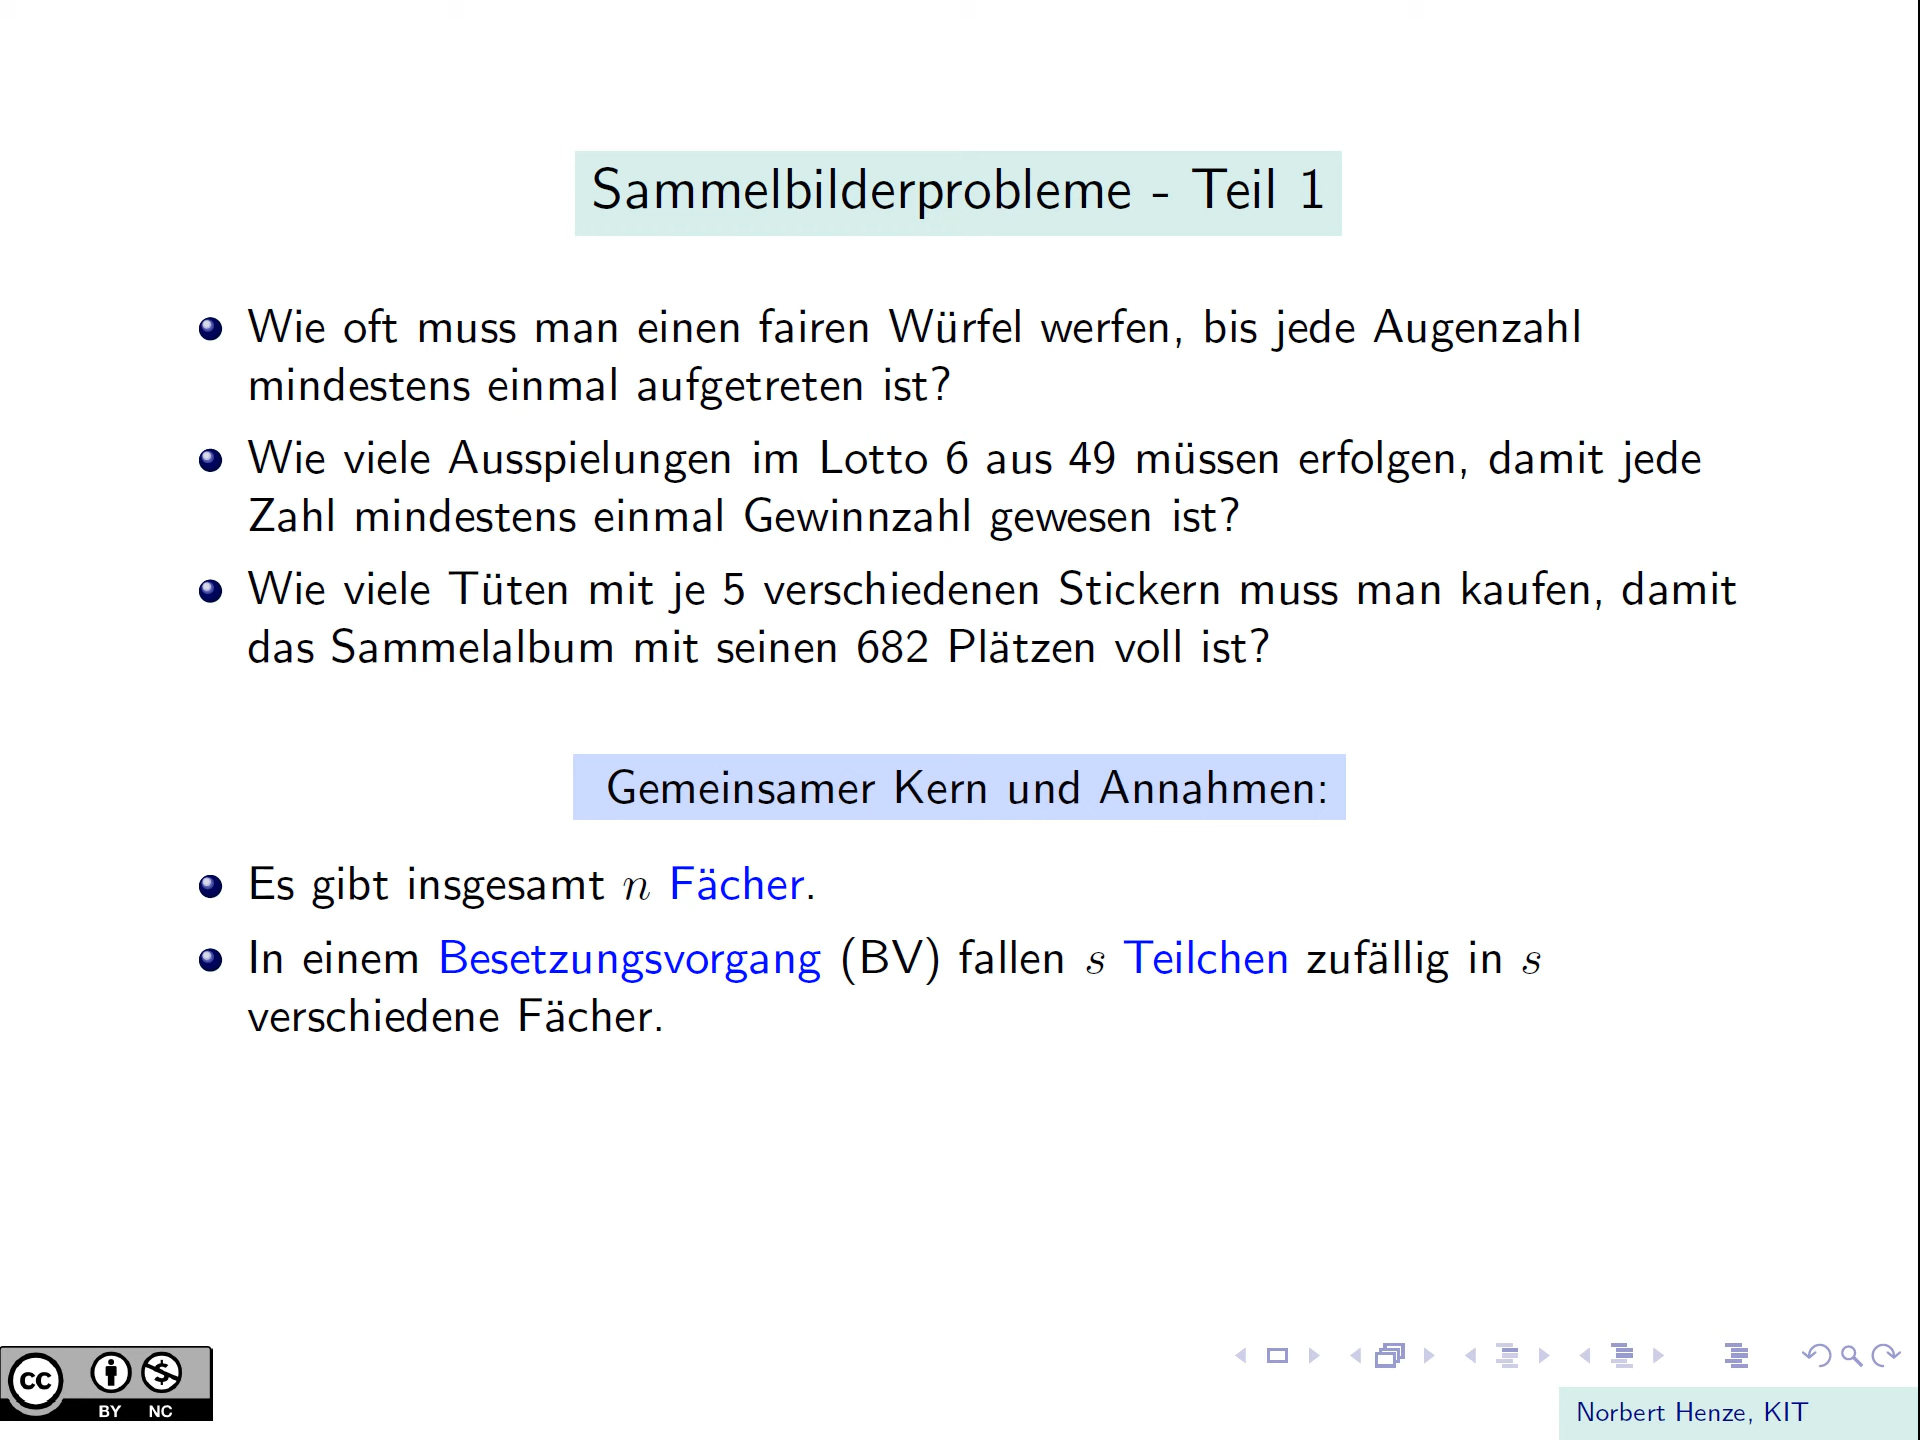 Sammelbilderprobleme - Teil 1
Wie oft muss man einen fairen Würfel werfen, bis jede Augenzahl
mindestens einmal aufgetreten ist?
Wie viele Ausspielungen im Lotto 6 aus 49 müssen erfolgen, damit jede
Zahl mindestens einmal Gewinnzahl gewesen ist?
Wie viele Tüten mit je 5 verschiedenen Stickern muss man kaufen, damit
das Sammelalbum mit seinen 682 Plätzen voll ist?
Gemeinsamer Kern und Annahmen:
Es gibt insgesamt n Fächer.
In einem Besetzungsvorgang (BV) fallen s Teilchen zufällig in s
verschiedene Fächer.
cc
BY NC
Norbert Henze, KIT